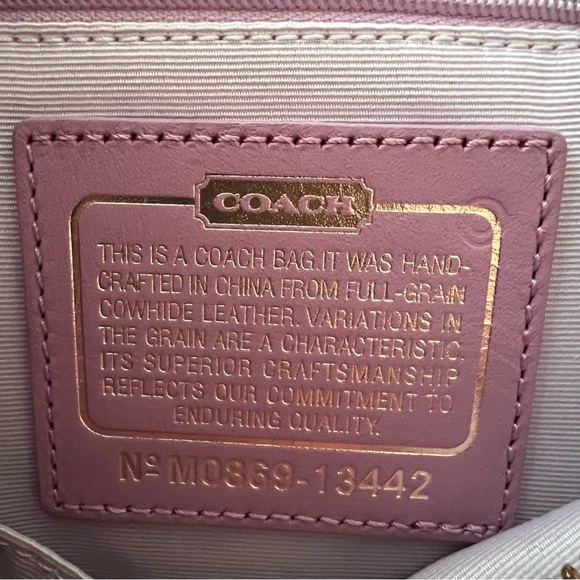 COACH
THIS IS A COACH BAG.IT WAS HAND-
CRAFTED IN CHINA FROM FULL-GRAIN
COWHIDE LEATHER. VARIATIONS IN
THE GRAIN ARE A CHARACTERISTIC.
ITS SUPERIOR CRAFTSMANSHIP
REFLECTS OUR COMMITMENT TO
ENDURING QUALITY.
Nº M0869-13442